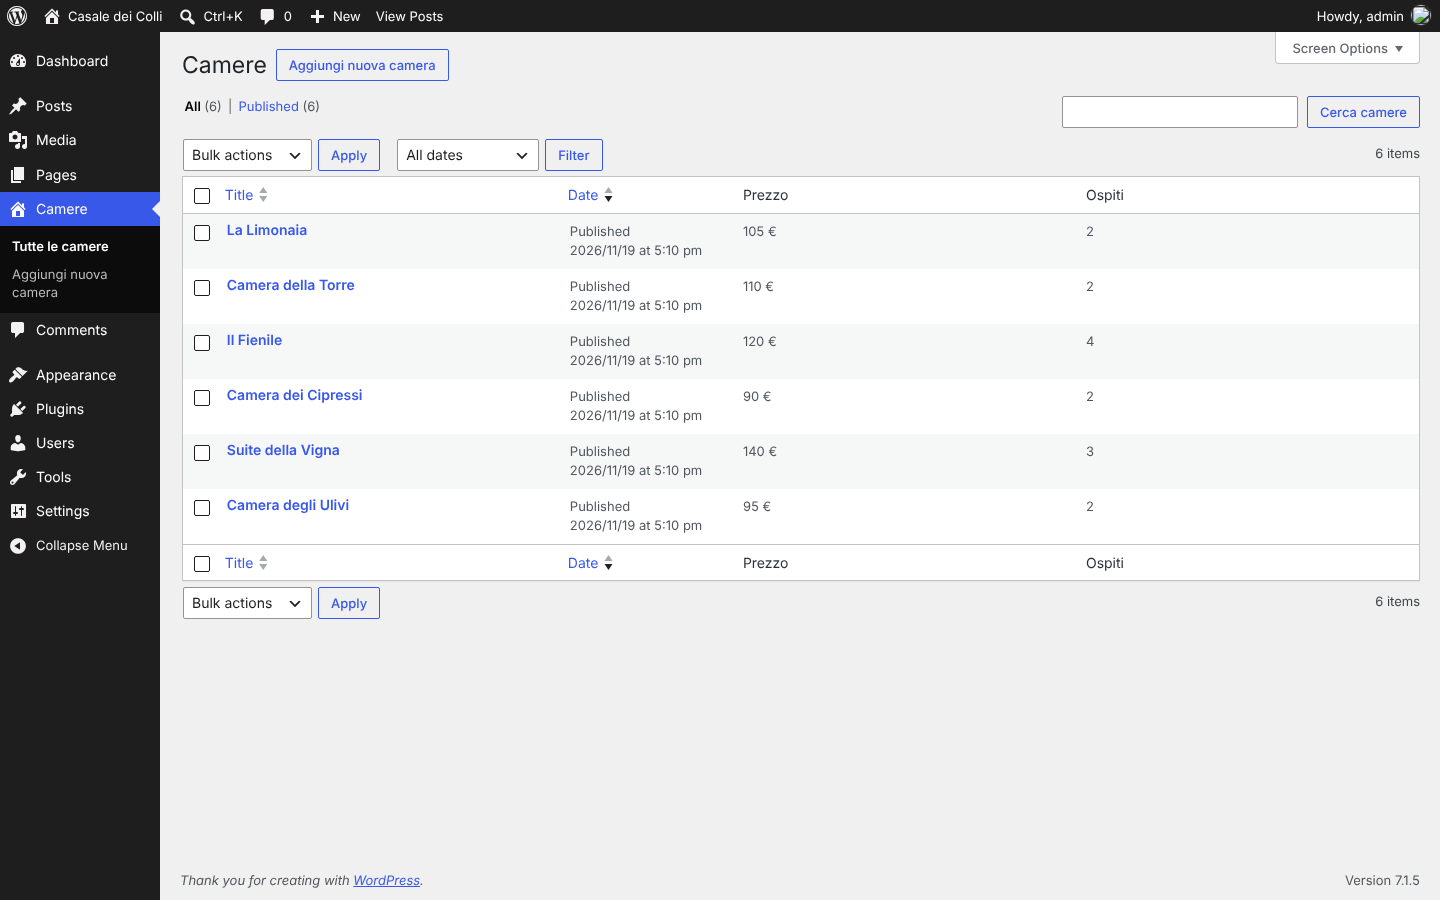 Casale dei Colli Ctrl+K 0 New View Posts Howdy, admin
Dashboard
Posts
Media
Pages
Camere
Tutte le camere
Aggiungi nuova
camera
Comments
Appearance
Plugins
Users
Tools
Settings
Collapse Menu
Screen Options
Camere Aggiungi nuova camera
All (6) | Published (6)
Cerca camere
Bulk actions Apply All dates Filter 6 items
Title Date Prezzo Ospiti
La Limonaia Published 105 € 2
2026/11/19 at 5:10 pm
Camera della Torre Published 110 € 2
2026/11/19 at 5:10 pm
Il Fienile Published 120 € 4
2026/11/19 at 5:10 pm
Camera dei Cipressi Published 90 € 2
2026/11/19 at 5:10 pm
Suite della Vigna Published 140 € 3
2026/11/19 at 5:10 pm
Camera degli Ulivi Published 95 € 2
2026/11/19 at 5:10 pm
Title Date Prezzo Ospiti
Bulk actions Apply 6 items
Thank you for creating with WordPress. Version 7.1.5